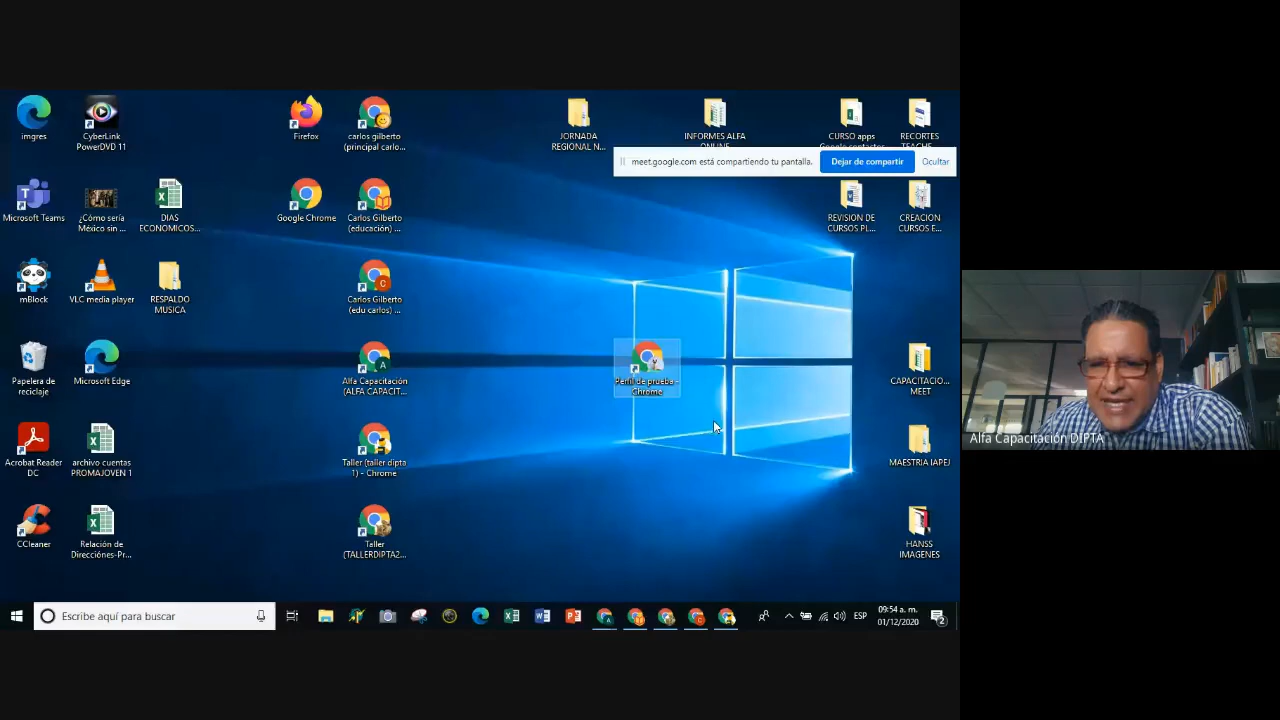 imgres
CyberLink
PowerDVD 11
Firefox
carlos gilberto
(principal carlo...
JORNADA
REGIONAL N...
INFORMES ALFA
ONLINE
CURSO apps
Google contactos
RECORTES
meet.google.com está compartiendo tu pantalla.
Dejar de compartir
Ocultar
Microsoft Teams
¿Cómo sería
México sin ...
DIAS
ECONOMICOS...
Google Chrome
Carlos Gilberto
(educación) ...
REVISION DE
CURSOS PL...
CREACION
CURSOS E...
mBlock
VLC media player
RESPALDO
MUSICA
Carlos Gilberto
(edu carlos) ...
Papelera de
reciclaje
Microsoft Edge
Alfa Capacitación
(ALFA CAPACIT...
Perfil de prueba -
Chrome
CAPACITACIO...
MEET
Acrobat Reader
DC
archivo cuentas
PROMAJOVEN 1
Taller (taller dipta
1) - Chrome
MAESTRIA IAPEJ
Alfa Capacitación DIPTA
CCleaner
Relación de
Direcciónes-Pr...
Taller
(TALLERDIPTA2...
HANSS
IMAGENES
Escribe aquí para buscar
ESP
09:54 a. m.
01/12/2020
2